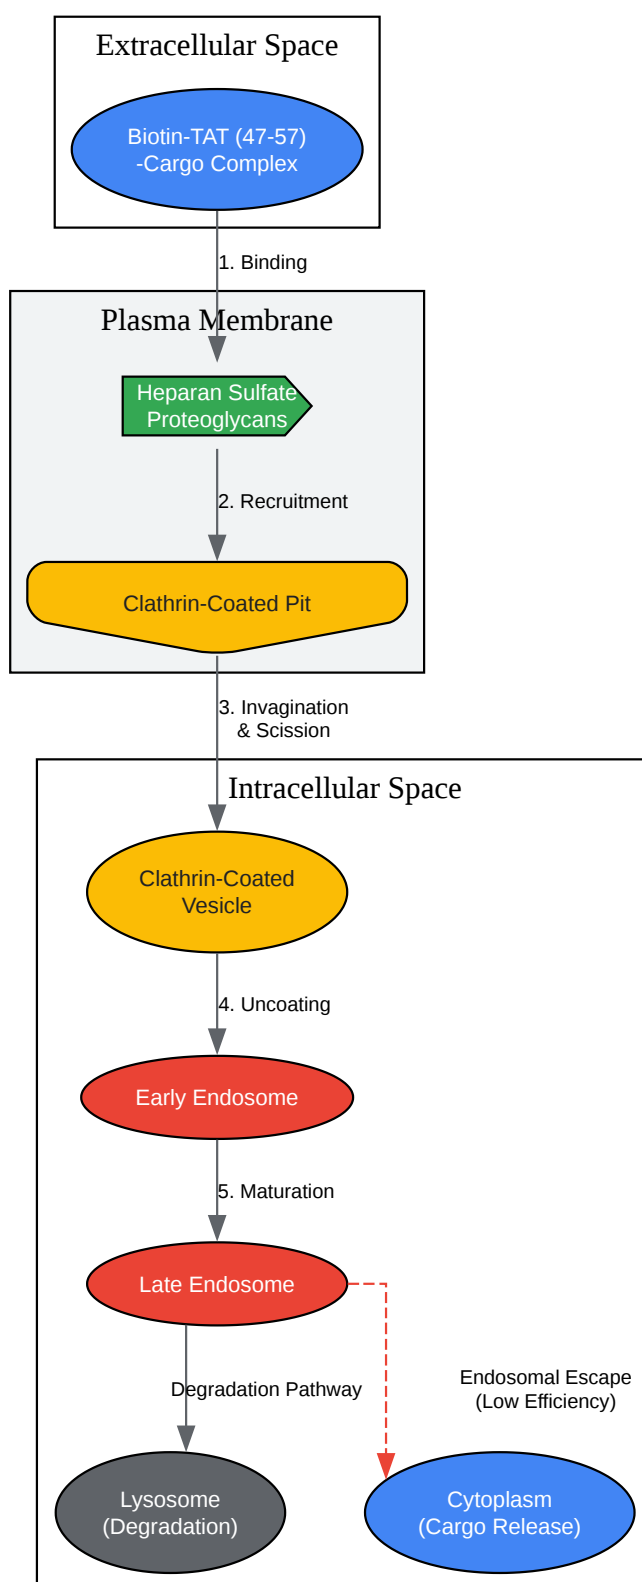 Extracellular Space
Biotin-TAT (47-57)
-Cargo Complex
1. Binding
Plasma Membrane
Heparan Sulfate
Proteoglycans
2. Recruitment
Clathrin-Coated Pit
3. Invagination
& Scission
Intracellular Space
Clathrin-Coated
Vesicle
4. Uncoating
Early Endosome
5. Maturation
Late Endosome
Degradation Pathway
Endosomal Escape
(Low Efficiency)
Lysosome
(Degradation)
Cytoplasm
(Cargo Release)